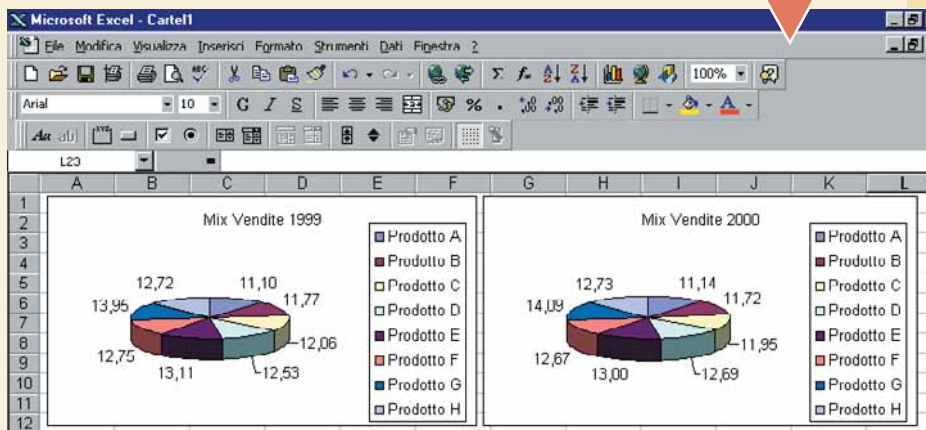 Microsoft Excel - Cartel1
File Modifica Visualizza Inserisci Formato Strumenti Dati Finestra ?
100%
Arial 10 G I S %
L23 =
A B C D E F G H I J K L
1
2
3
4
5
6
7
8
9
10
11
12
Mix Vendite 1999
12,72 11,10
13,95 11,77
12,06
12,75
13,11 12,53
Prodotto A
Prodotto B
Prodotto C
Prodotto D
Prodotto E
Prodotto F
Prodotto G
Prodotto H
Mix Vendite 2000
12,73 11,14
14,09 11,72
11,95
12,67
13,00 12,69
Prodotto A
Prodotto B
Prodotto C
Prodotto D
Prodotto E
Prodotto F
Prodotto G
Prodotto H